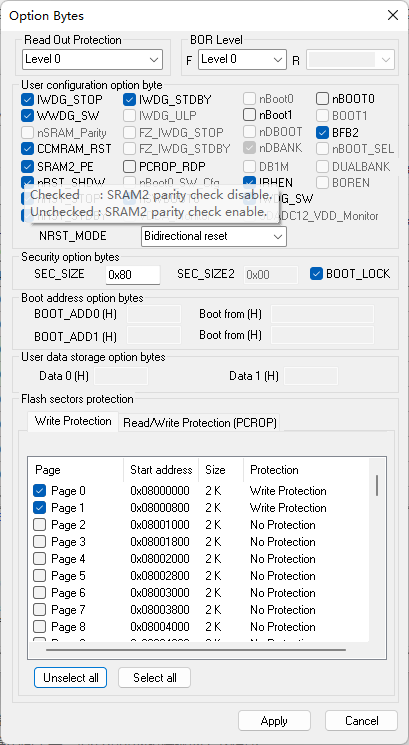 Option Bytes
Read Out Protection
Level 0
BOR Level
F Level 0 R
User configuration option byte
IWDG_STOP IWDG_STDBY nBoot0 nBOOT0
WWDG_SW IWDG_ULP nBoot1 BOOT1
nSRAM_Parity FZ_IWDG_STOP nDBOOT BFB2
CCMRAM_RST FZ_IWDG_STDBY nDBANK nBOOT_SEL
SRAM2_PE PCROP_RDP DB1M DUALBANK
nRST_SHDW nBoot0_SW_Cfg IRHEN BOREN
Checked : SRAM2 parity check disable.
Unchecked : SRAM2 parity check enable.
_SW
ADC12_VDD_Monitor
NRST_MODE Bidirectional reset
Security option bytes
SEC_SIZE 0x80 SEC_SIZE2 0x00 BOOT_LOCK
Boot address option bytes
BOOT_ADD0 (H) Boot from (H)
BOOT_ADD1 (H) Boot from (H)
User data storage option bytes
Data 0 (H) Data 1 (H)
Flash sectors protection
Write Protection Read/Write Protection (PCROP)
Page Start address Size Protection
Page 0 0x08000000 2 K Write Protection
Page 1 0x08000800 2 K Write Protection
Page 2 0x08001000 2 K No Protection
Page 3 0x08001800 2 K No Protection
Page 4 0x08002000 2 K No Protection
Page 5 0x08002800 2 K No Protection
Page 6 0x08003000 2 K No Protection
Page 7 0x08003800 2 K No Protection
Page 8 0x08004000 2 K No Protection
Unselect all Select all
Apply Cancel